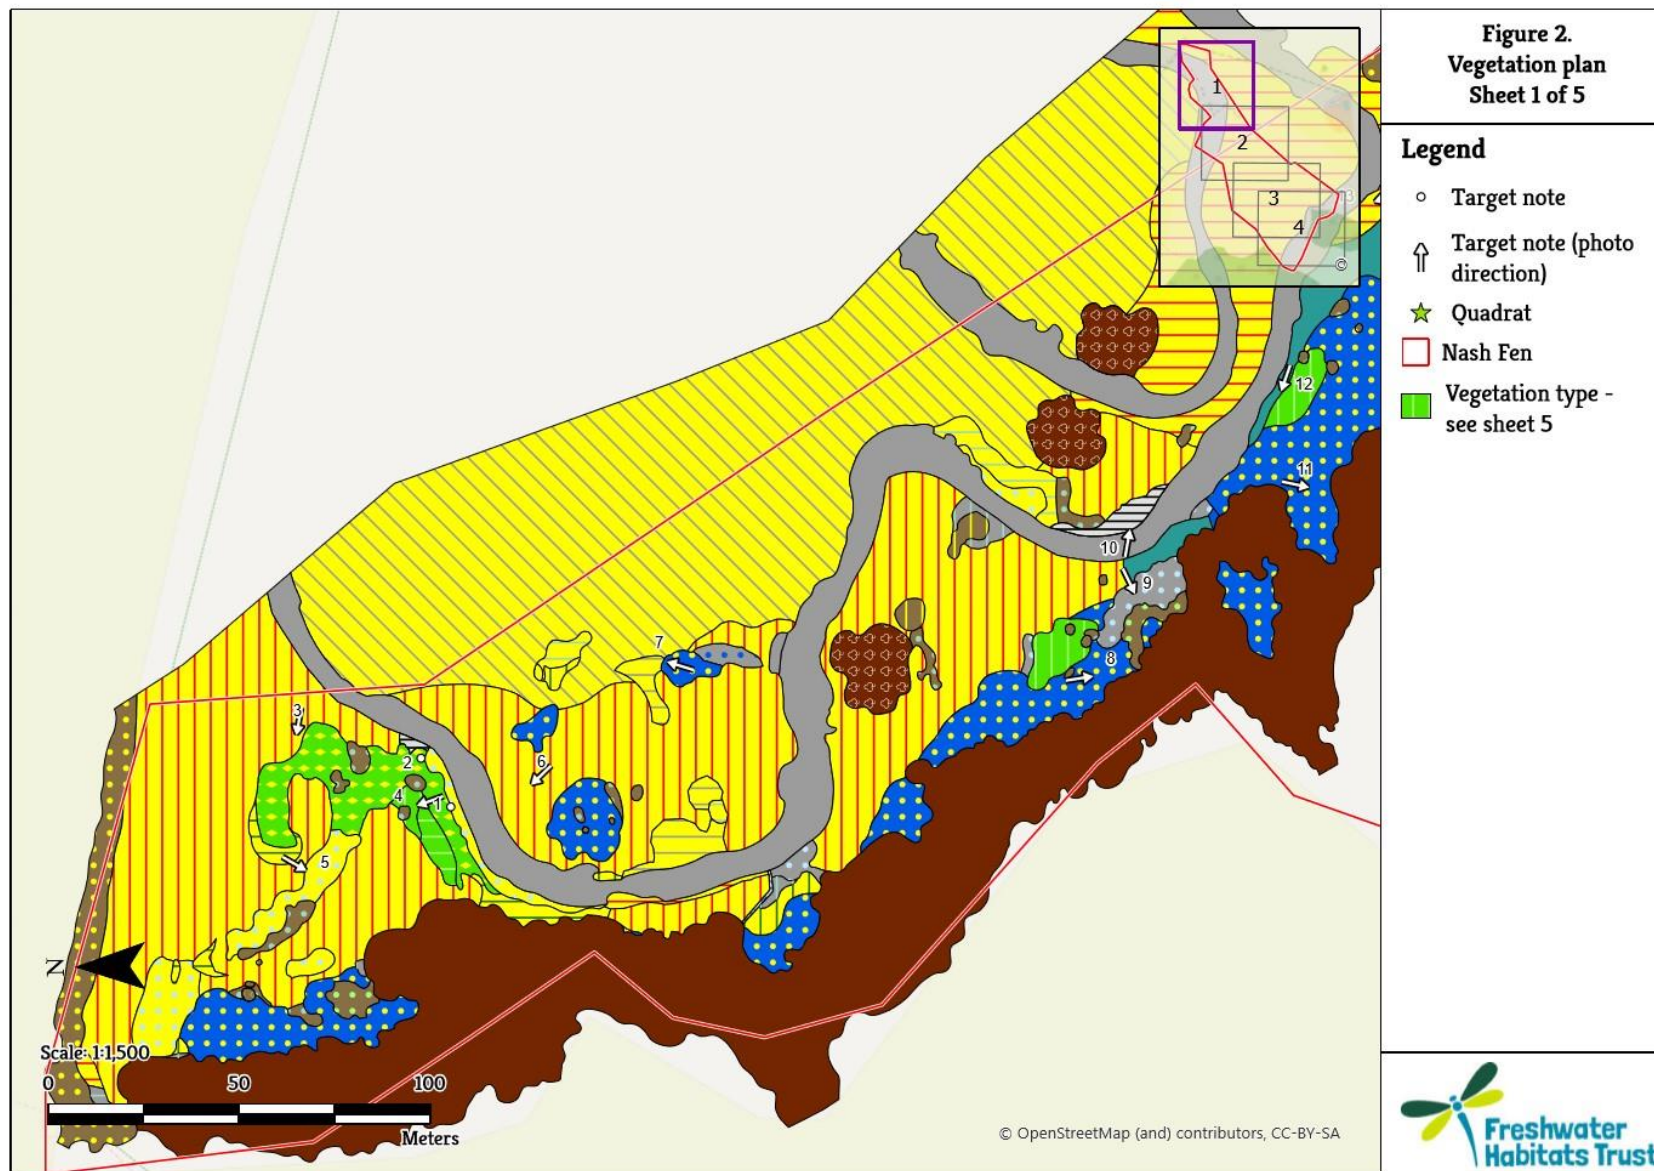 Figure 2.
Vegetation plan
Sheet 1 of 5
Legend
Target note
Target note (photo
direction)
Quadrat
Nash Fen
Vegetation type -
see sheet 5
1
2
3
4
©
13
12
11
10
9
8
7
6
3
2
4
1
5
N
Scale: 1:1,500
0 50 100
Meters
© OpenStreetMap (and) contributors, CC-BY-SA
Freshwater
Habitats Trust